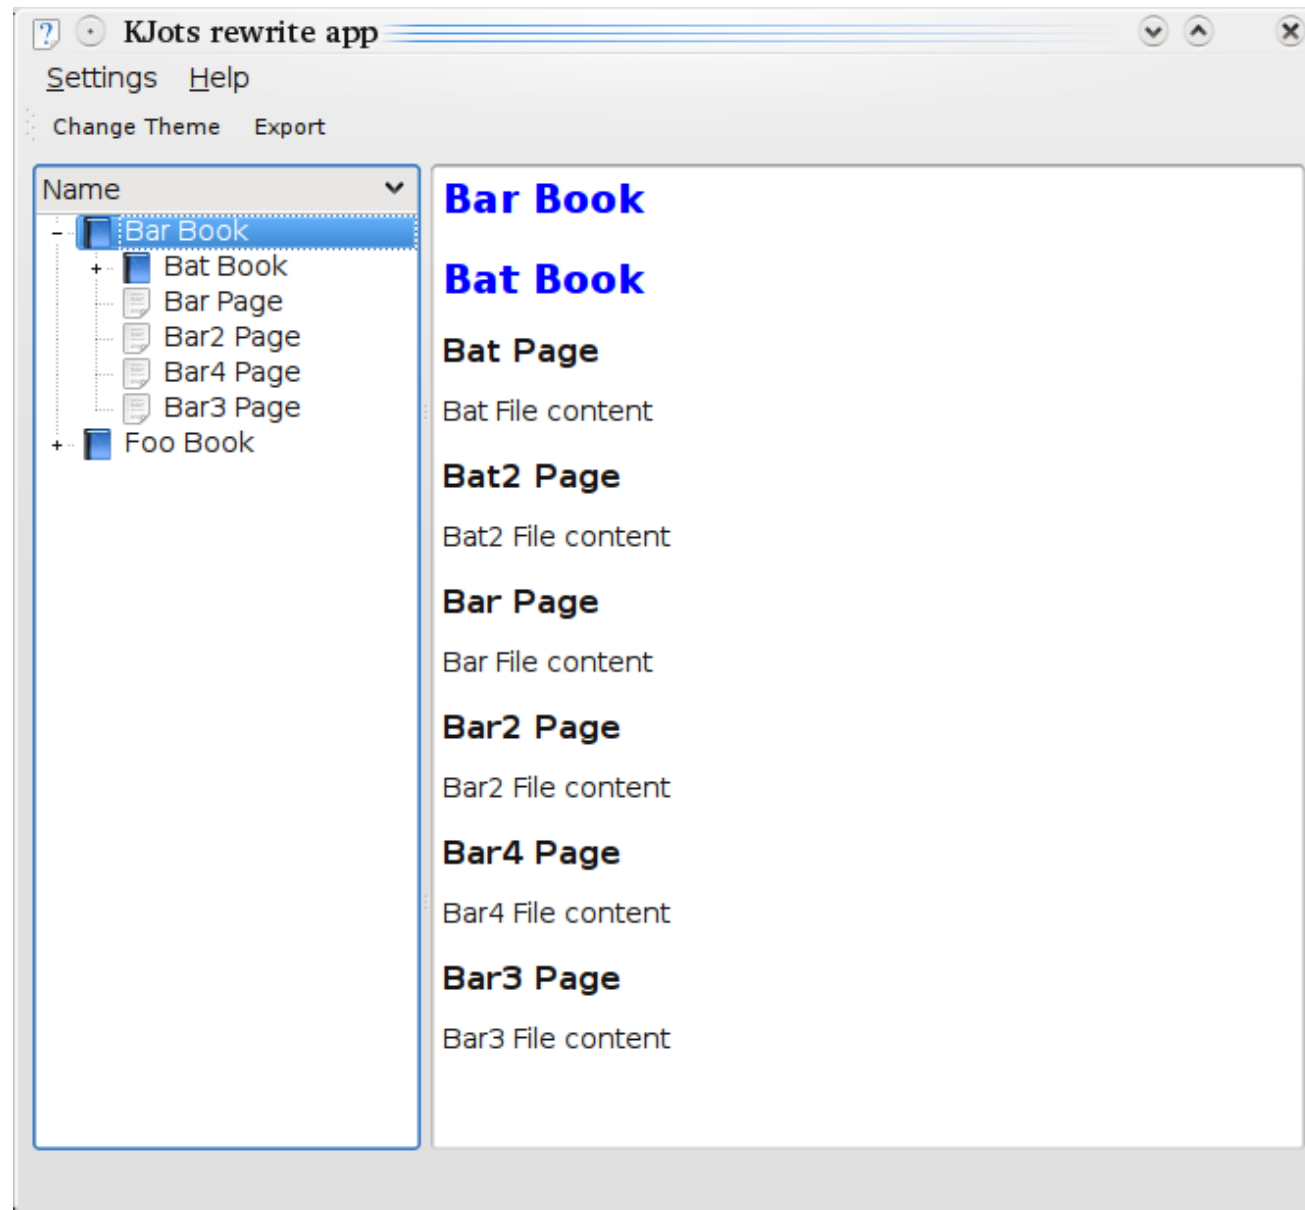 KJots rewrite app
Settings Help
Change Theme Export
Name
Bar Book
Bat Book
Bar Page
Bar2 Page
Bar4 Page
Bar3 Page
Foo Book
Bar Book
Bat Book
Bat Page
Bat File content
Bat2 Page
Bat2 File content
Bar Page
Bar File content
Bar2 Page
Bar2 File content
Bar4 Page
Bar4 File content
Bar3 Page
Bar3 File content